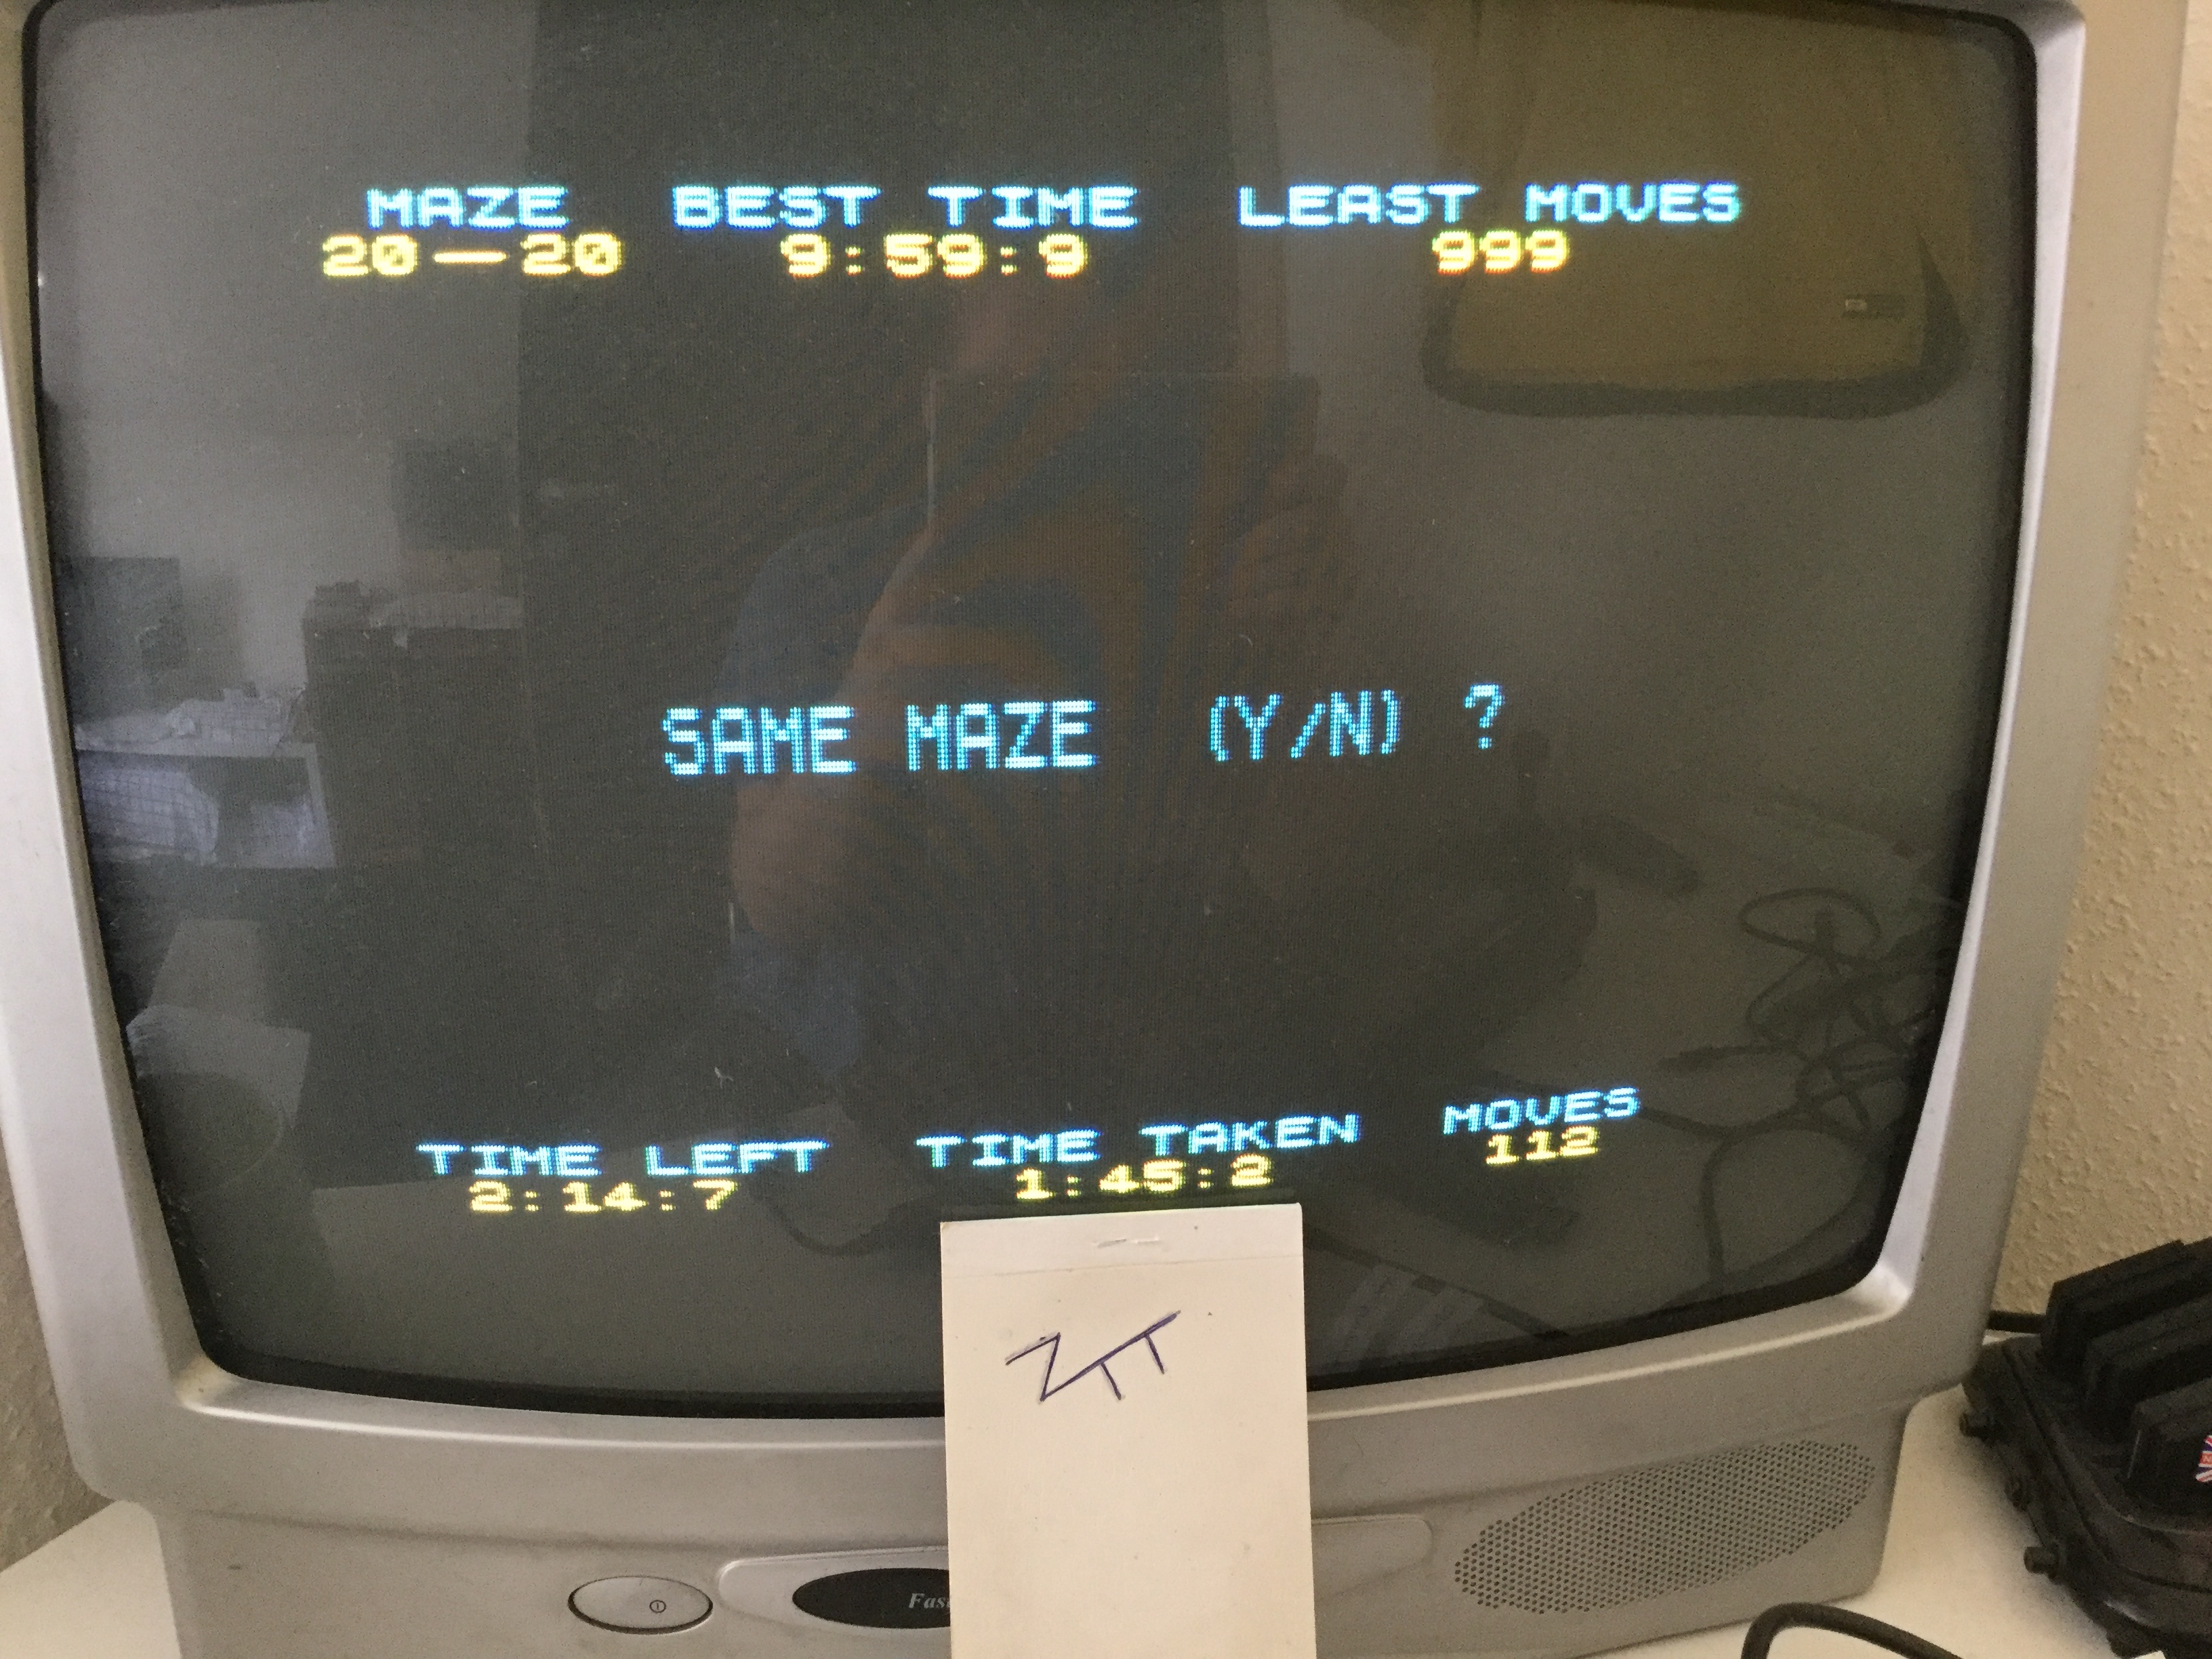 MAZE BEST TIME LEAST MOVES
20-20 9:59:9 999
SAME MAZE (Y/N) ?
TIME LEFT TIME TAKEN MOVES
2:14:7 1:45:2 112